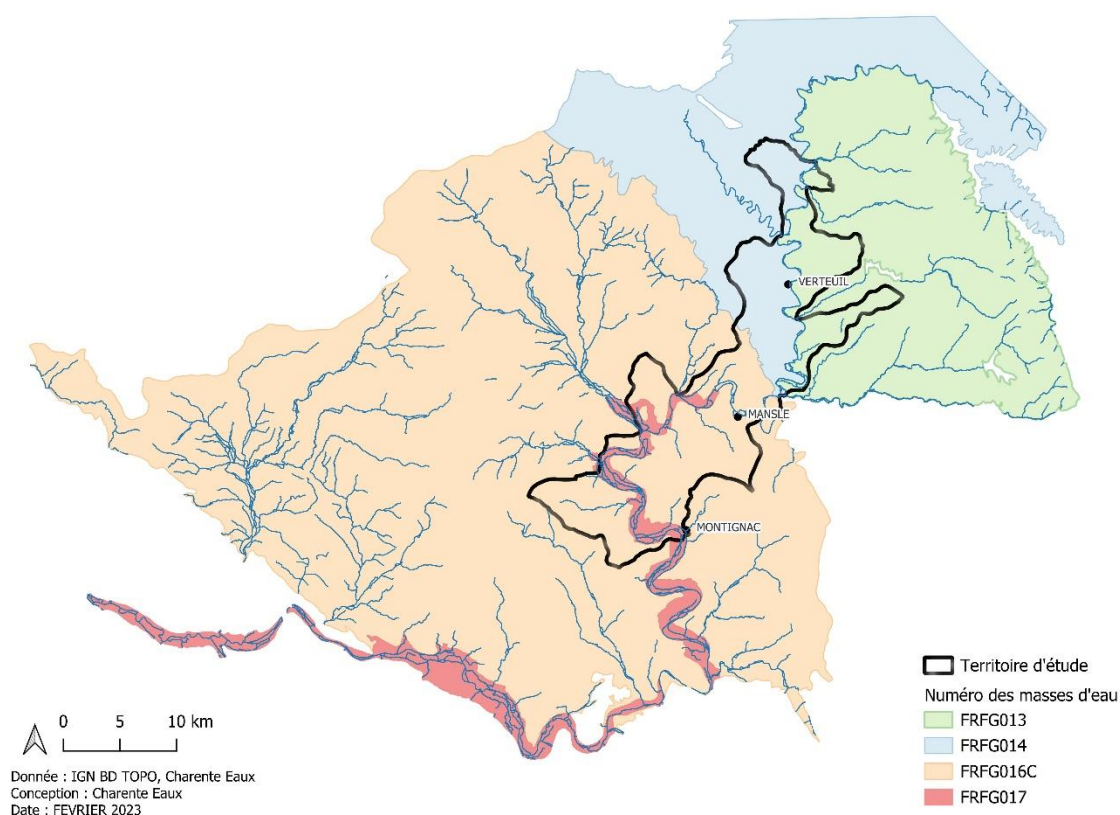 VERTEUIL
MANSLE
MONTIGNAC
Territoire d'étude
Numéro des masses d'eau
FRFG013
FRFG014
FRFG016C
FRFG017
0 5 10 km
Donnée : IGN BD TOPO, Charente Eaux
Conception : Charente Eaux
Date : FEVRIER 2023